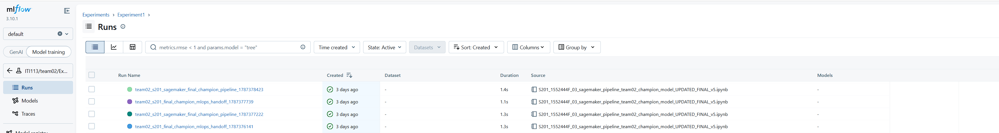 mlflow
3.10.1
default
GenAI Model training
ITI113/team02/Ex...
Runs
Models
Traces
Model registry
Experiments › Experiment1 ›
Runs
metrics.rmse < 1 and params.model = "tree" Time created State: Active Datasets Sort: Created Columns Group by
Run Name Created Dataset Duration Source Models
team02_s201_sagemaker_final_champion_pipeline_1787378423 3 days ago - 1.4s S201_1552444F_03_sagemaker_pipeline_team02_champion_model_UPDATED_FINAL_v5.ipynb -
team02_s201_final_champion_mlops_handoff_1787377739 3 days ago - 1.1s S201_1552444F_03_sagemaker_pipeline_team02_champion_model_UPDATED_FINAL_v5.ipynb -
team02_s201_sagemaker_final_champion_pipeline_1787377222 3 days ago - 1.3s S201_1552444F_03_sagemaker_pipeline_team02_champion_model_UPDATED_FINAL_v5.ipynb -
team02_s201_final_champion_mlops_handoff_1787376141 3 days ago - 1.3s S201_1552444F_03_sagemaker_pipeline_team02_champion_model_UPDATED_FINAL_v5.ipynb -